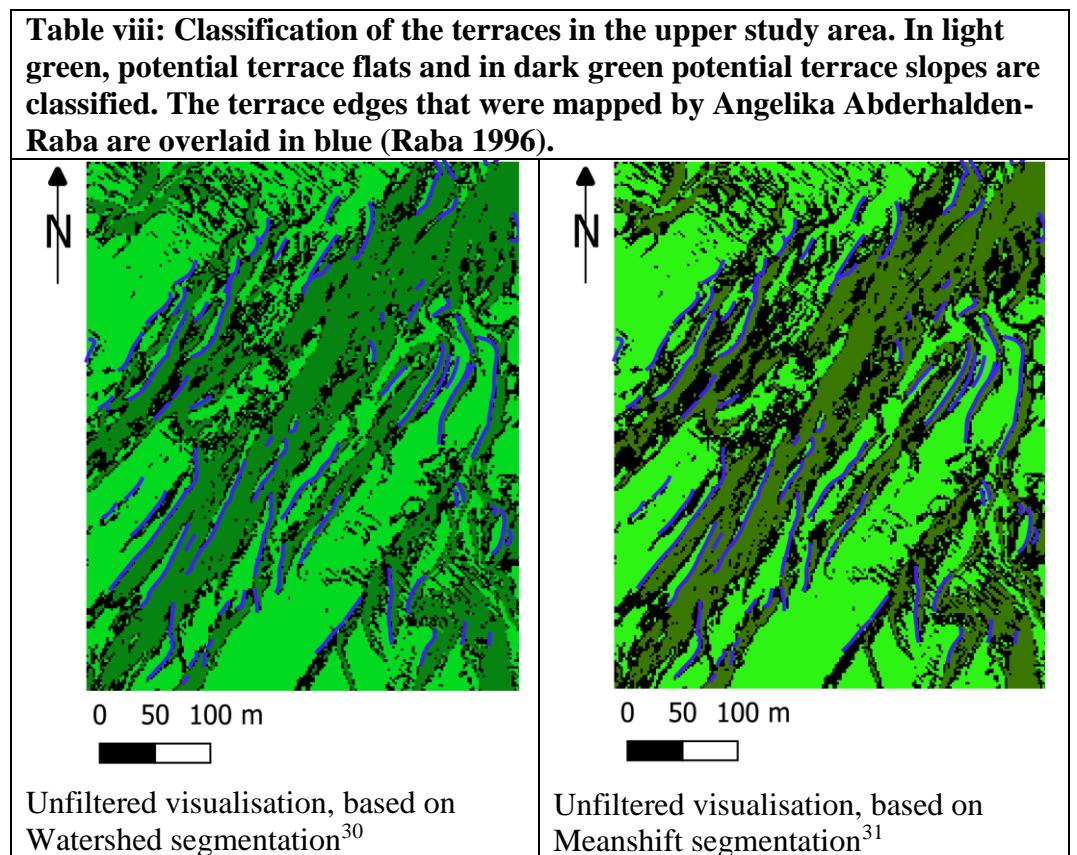 Table viii: Classification of the terraces in the upper study area. In light
green, potential terrace flats and in dark green potential terrace slopes are
classified. The terrace edges that were mapped by Angelika Abderhalden-
Raba are overlaid in blue (Raba 1996).
N
0 50 100 m
Unfiltered visualisation, based on
Watershed segmentation30
N
0 50 100 m
Unfiltered visualisation, based on
Meanshift segmentation31